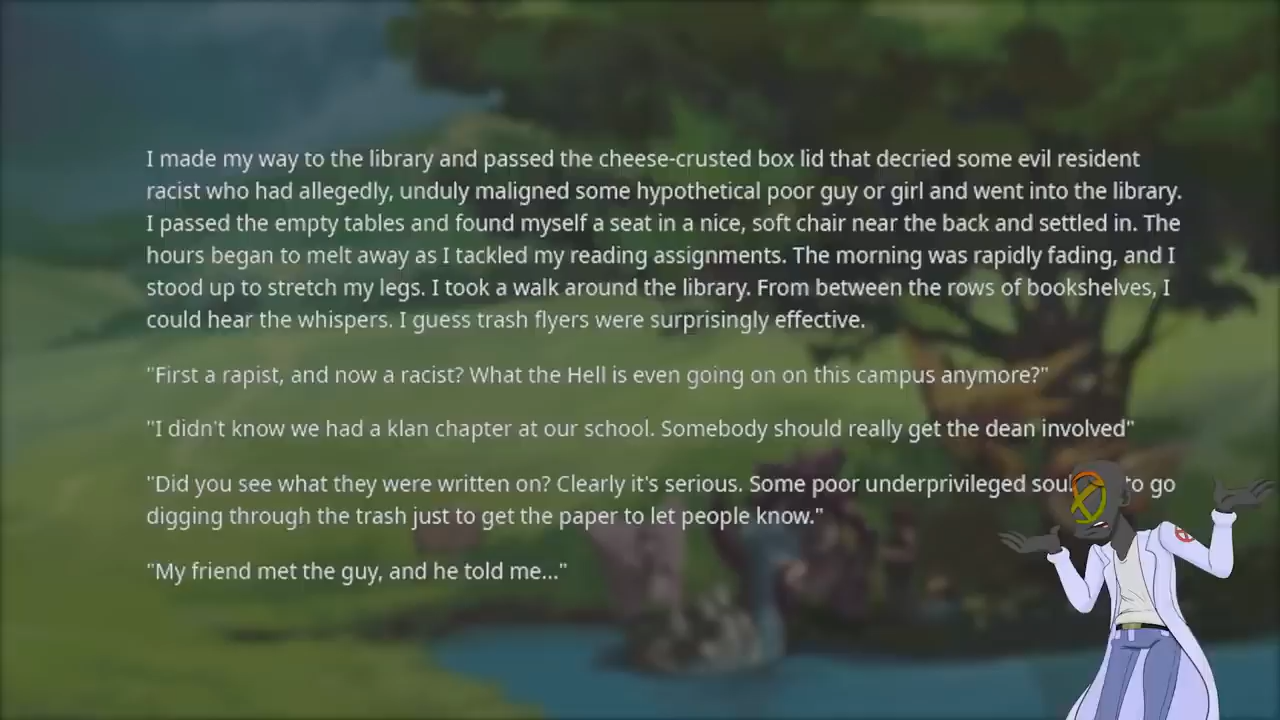 I made my way to the library and passed the cheese-crusted box lid that decried some evil resident
racist who had allegedly, unduly maligned some hypothetical poor guy or girl and went into the library.
I passed the empty tables and found myself a seat in a nice, soft chair near the back and settled in. The
hours began to melt away as I tackled my reading assignments. The morning was rapidly fading, and I
stood up to stretch my legs. I took a walk around the library. From between the rows of bookshelves, I
could hear the whispers. I guess trash flyers were surprisingly effective.
"First a rapist, and now a racist? What the Hell is even going on on this campus anymore?"
"I didn't know we had a klan chapter at our school. Somebody should really get the dean involved"
"Did you see what they were written on? Clearly it's serious. Some poor underprivileged to go
digging through the trash just to get the paper to let people know."
"My friend met the guy, and he told me..."